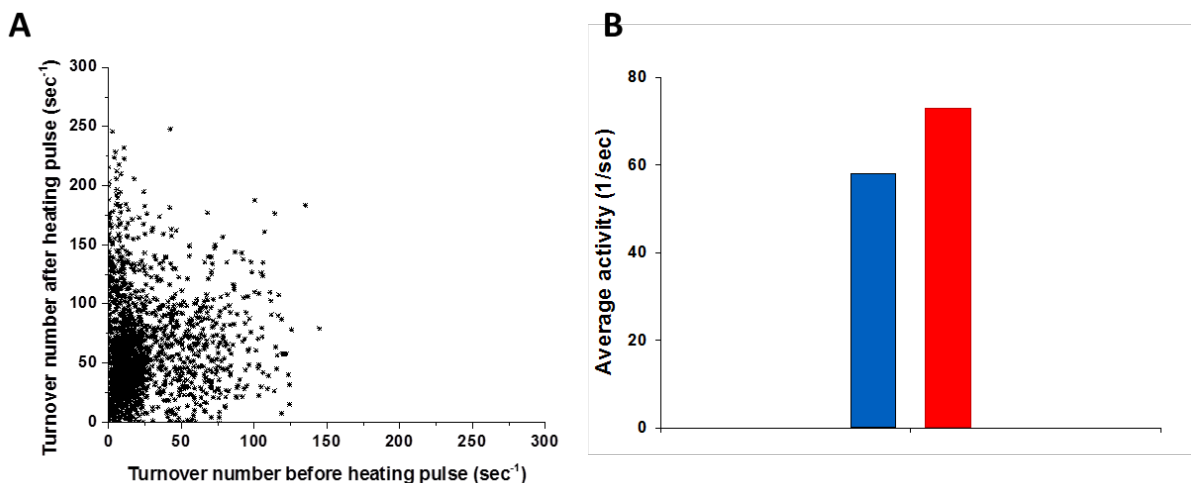 A
Turnover number after heating pulse (sec⁻¹)
300
250
200
150
100
50
0
0 50 100 150 200 250 300
Turnover number before heating pulse (sec⁻¹)
B
Average activity (1/sec)
80
60
40
20
0